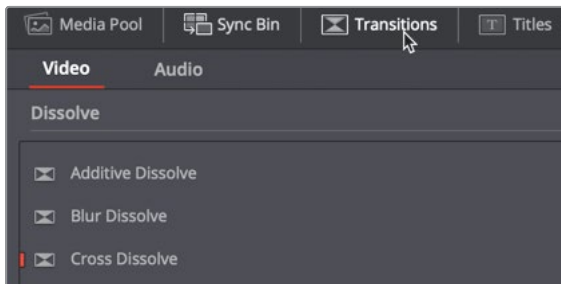 Media Pool Sync Bin Transitions T Titles
Video Audio
Dissolve
Additive Dissolve
Blur Dissolve
Cross Dissolve